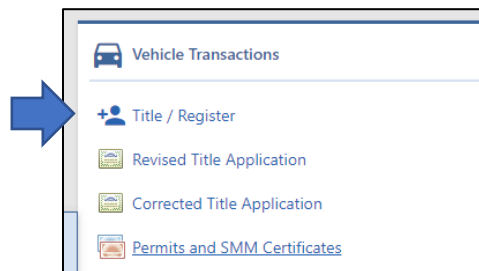 Vehicle Transactions
Title / Register
Revised Title Application
Corrected Title Application
Permits and SMM Certificates